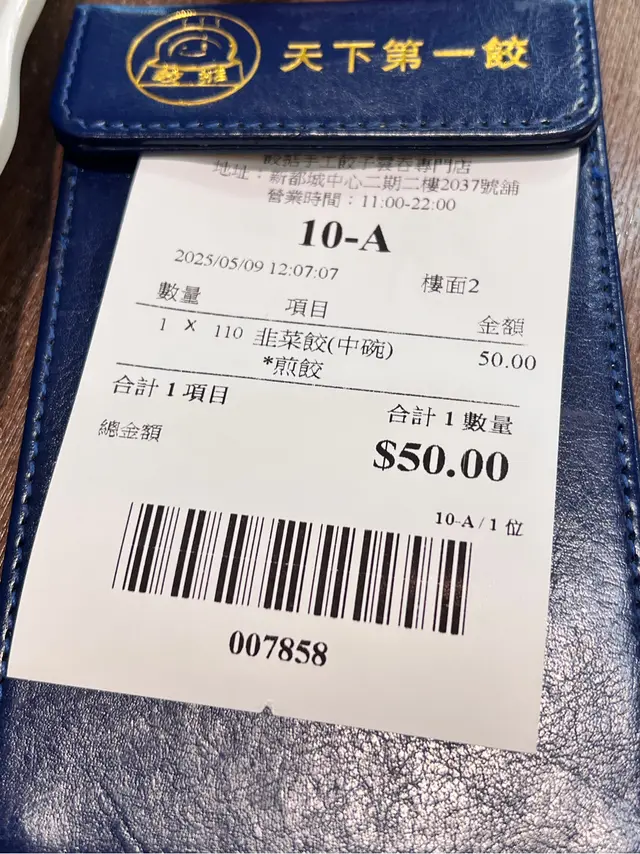 天下第一餃
手工餃子雲吞專門店
地址：新都城中心二期二樓2037號舖
營業時間：11:00-22:00
10-A
2025/05/09 12:07:07 樓面2
數量 項目 金額
1 X 110 韭菜餃(中碗) 50.00
*煎餃
合計 1 項目 合計 1 數量
總金額 $50.00
10-A / 1 位
007858